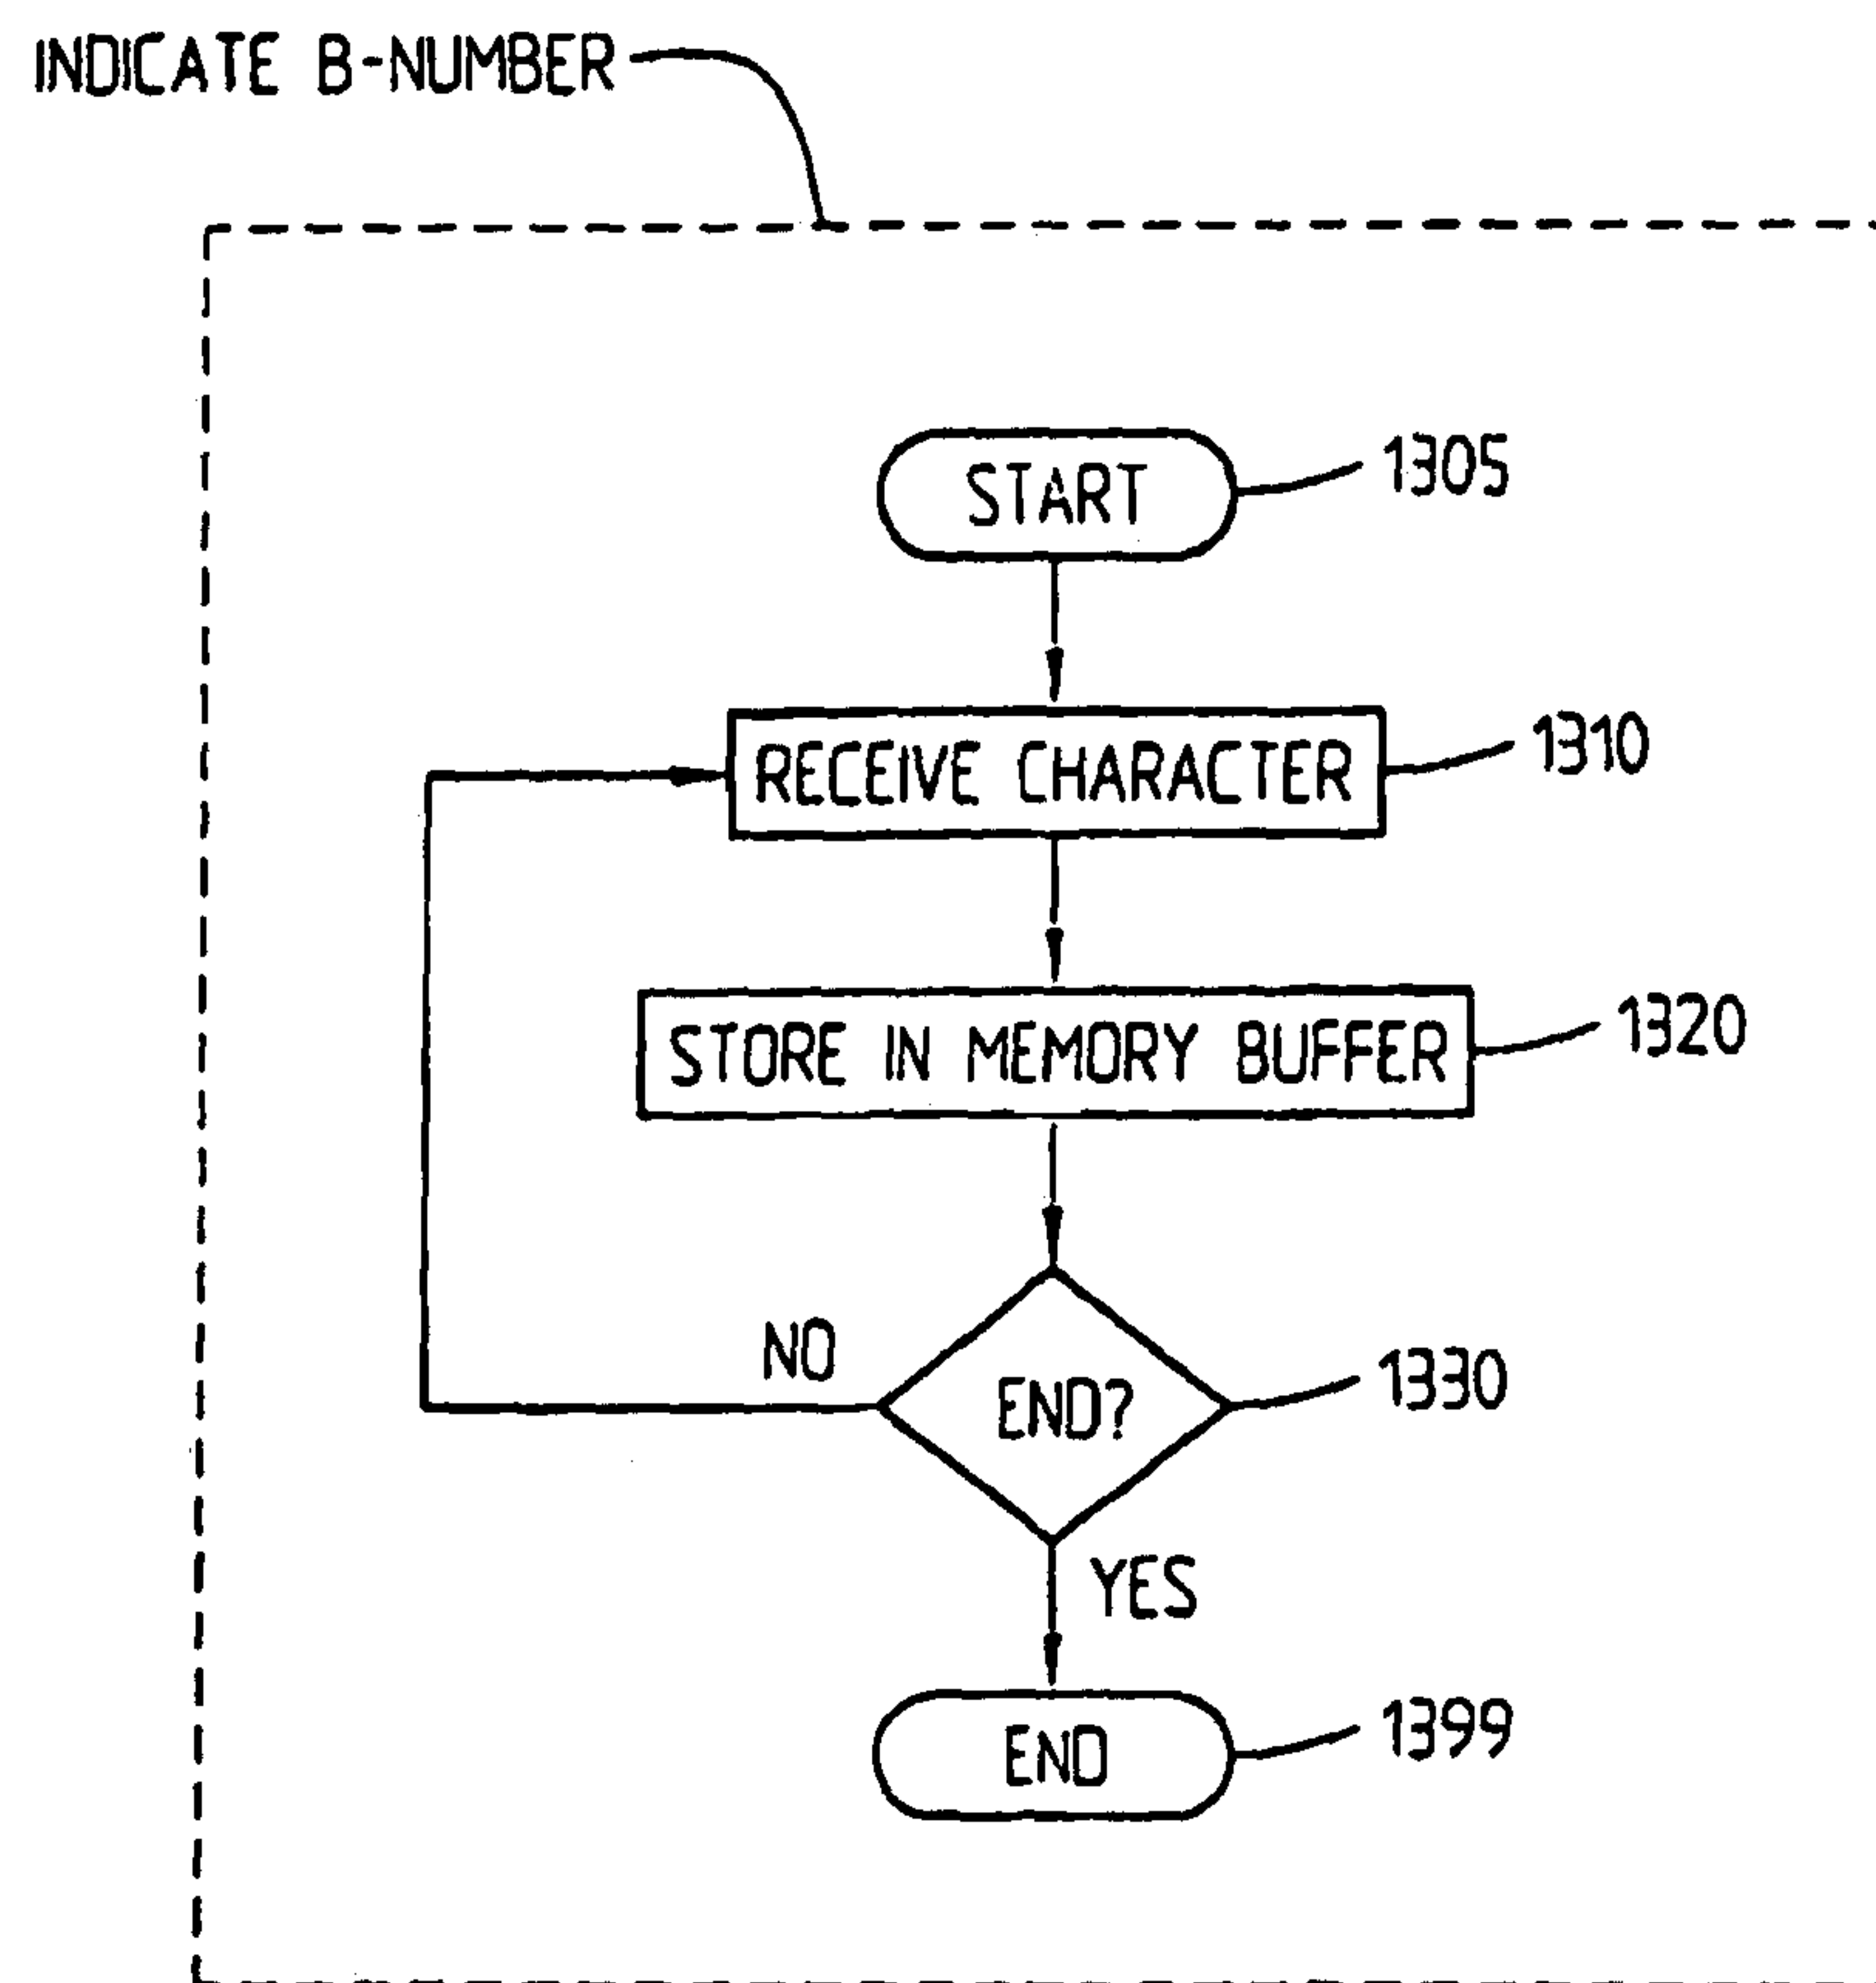 INDICATE B-NUMBER
START
1305
RECEIVE CHARACTER
1310
STORE IN MEMORY BUFFER
1320
NO
END?
1330
YES
END
1399